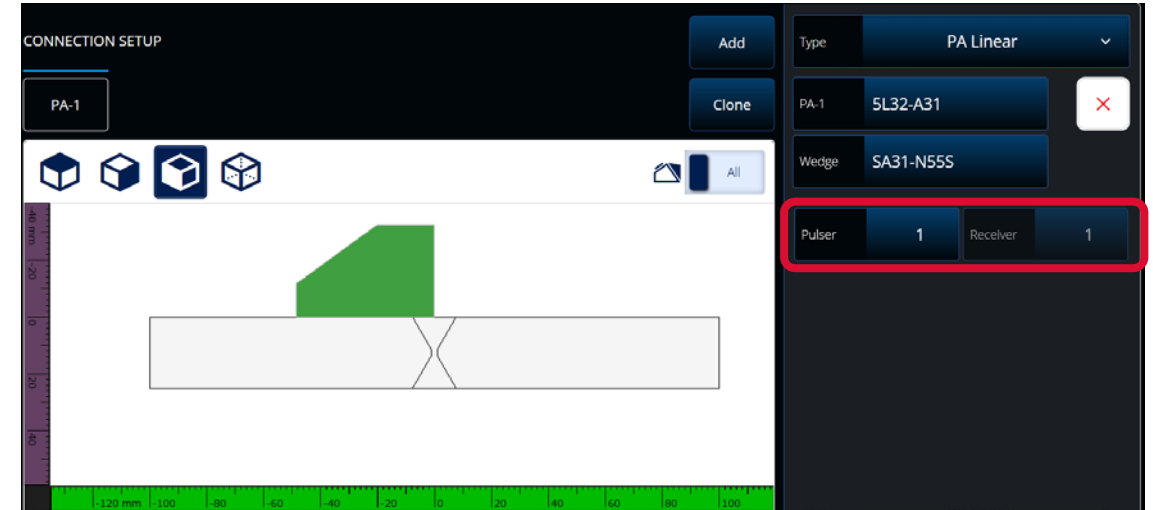 CONNECTION SETUP
Add
Type
PA Linear
PA-1
Clone
PA-1
5L32-A31
Wedge
SA31-N55S
All
Pulser
1
Receiver
1
-40 mm
-20
0
20
40
-120 mm
-100
-80
-60
-40
-20
0
20
40
60
80
100